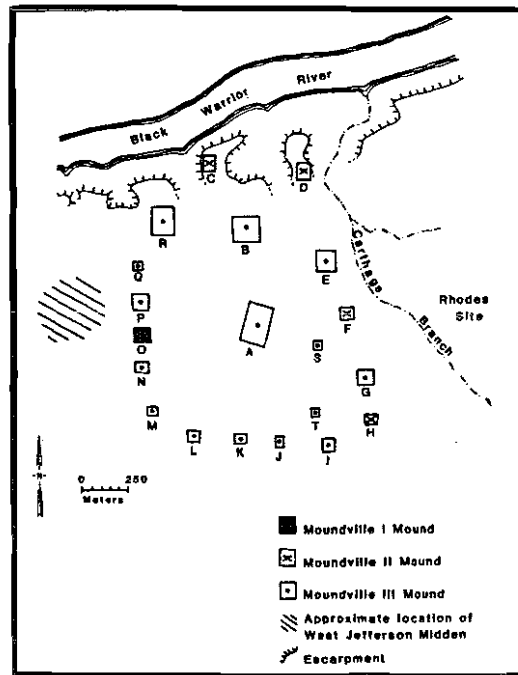 Black Warrior River
C
D
R
B
E
Q
P
F
O
A
S
N
G
M
T
H
L
K
J
I
Carthage Branch
Rhodes
Site
N
0 250
Meters
Moundville I Mound
Moundville II Mound
Moundville III Mound
Approximate location of
West Jefferson Midden
Escarpment